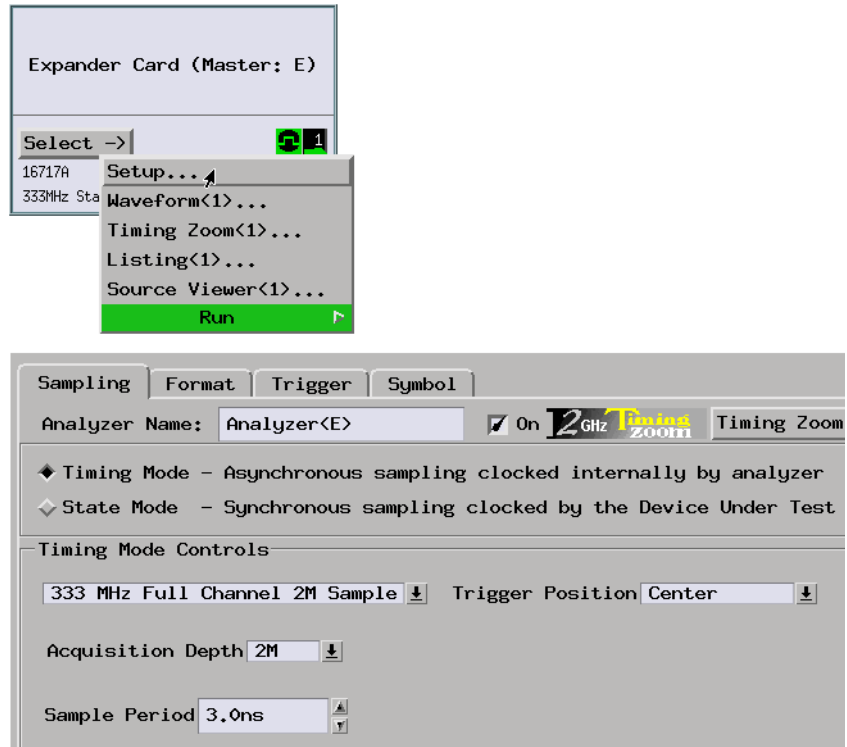 Expander Card (Master: E)
Select ->
1
16717A
333MHz Sta
Setup...
Waveform<1>...
Timing Zoom<1>...
Listing<1>...
Source Viewer<1>...
Run
Sampling Format Trigger Symbol
Analyzer Name: Analyzer<E> On 2GHz Timing zoom Timing Zoom
Timing Mode - Asynchronous sampling clocked internally by analyzer
State Mode - Synchronous sampling clocked by the Device Under Test
Timing Mode Controls
333 MHz Full Channel 2M Sample Trigger Position Center
Acquisition Depth 2M
Sample Period 3.0ns